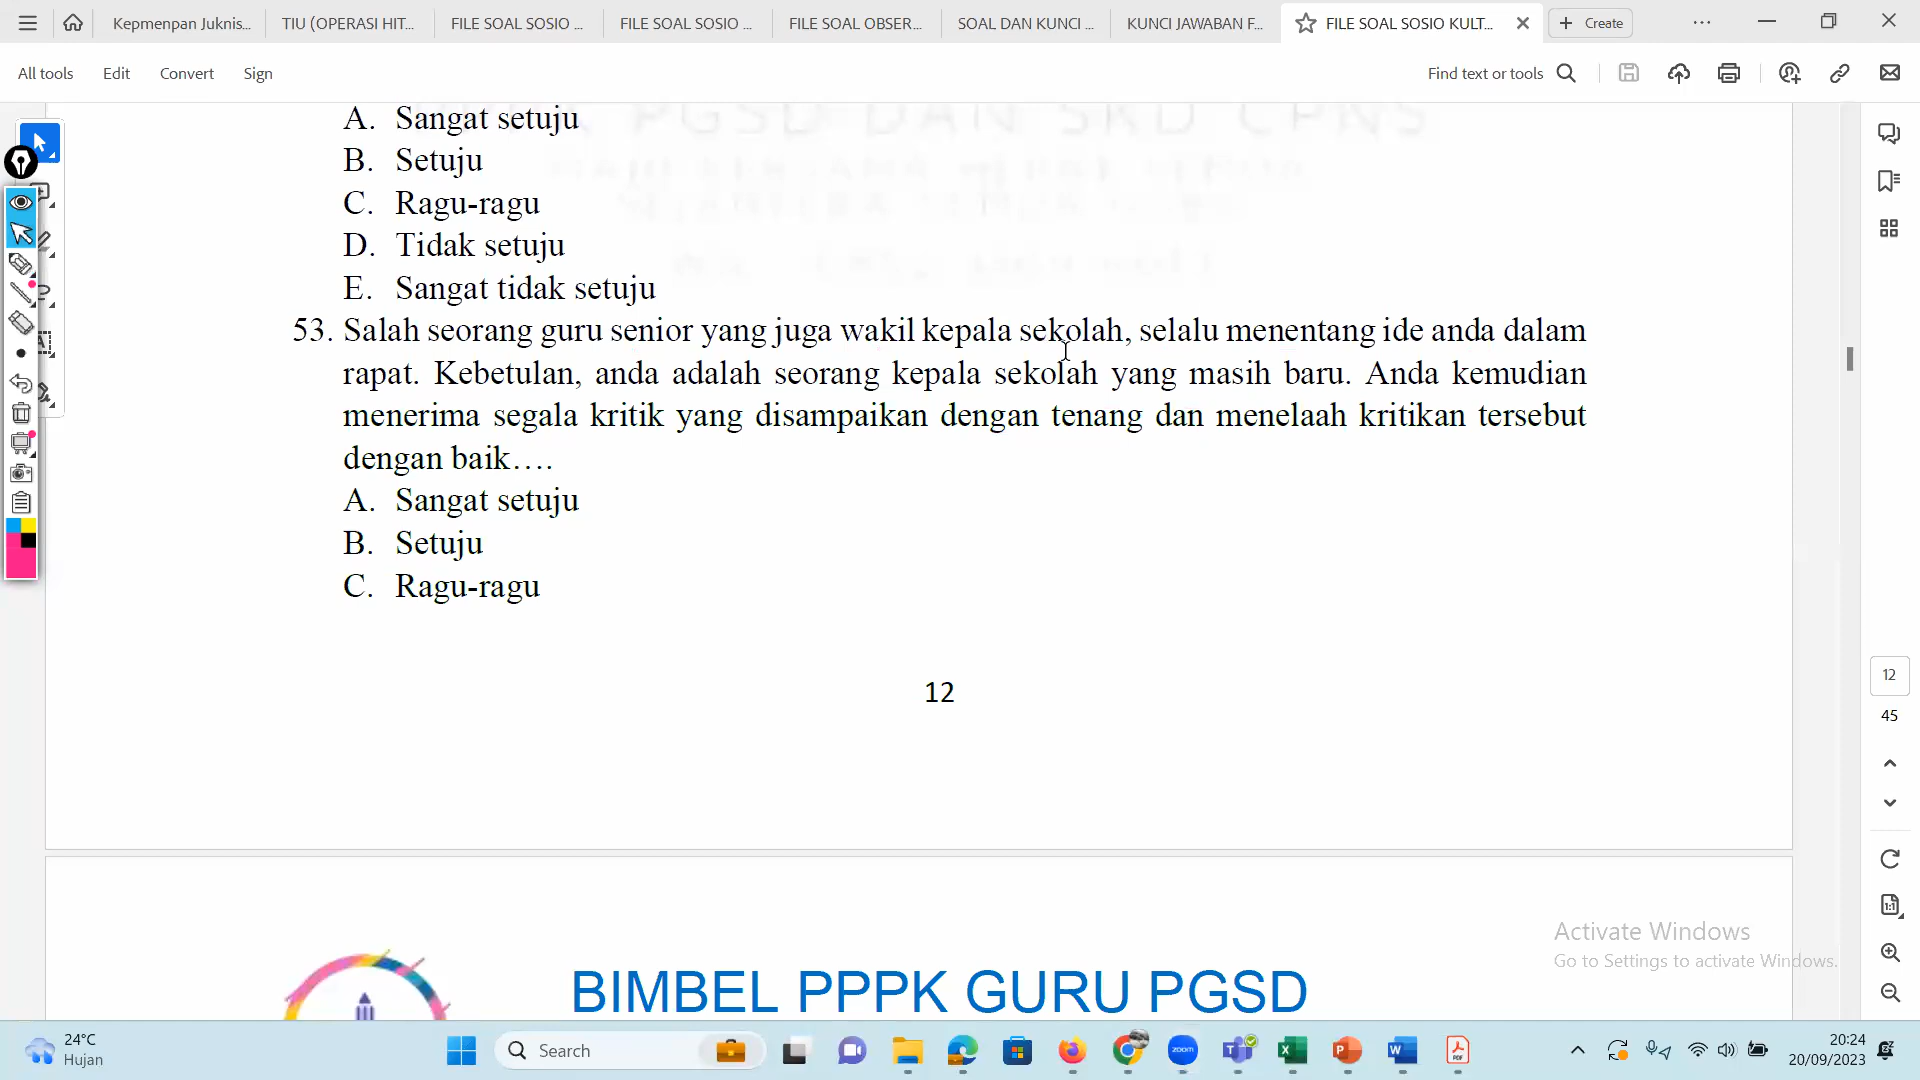 Kepmenpan Juknis...
TIU (OPERASI HIT...
FILE SOAL SOSIO ...
FILE SOAL SOSIO ...
FILE SOAL OBSER...
SOAL DAN KUNCI ...
KUNCI JAWABAN F...
FILE SOAL SOSIO KULT...
Create
All tools
Edit
Convert
Sign
Find text or tools
PGSD DAN SKD CPNS
A. Sangat setuju
B. Setuju
C. Ragu-ragu
D. Tidak setuju
E. Sangat tidak setuju
53. Salah seorang guru senior yang juga wakil kepala sekolah, selalu menentang ide anda dalam
rapat. Kebetulan, anda adalah seorang kepala sekolah yang masih baru. Anda kemudian
menerima segala kritik yang disampaikan dengan tenang dan menelaah kritikan tersebut
dengan baik….
A. Sangat setuju
B. Setuju
C. Ragu-ragu
12
12
45
Activate Windows
Go to Settings to activate Windows.
BIMBEL PPPK GURU PGSD
24°C
Hujan
Search
zoom
20:24
20/09/2023